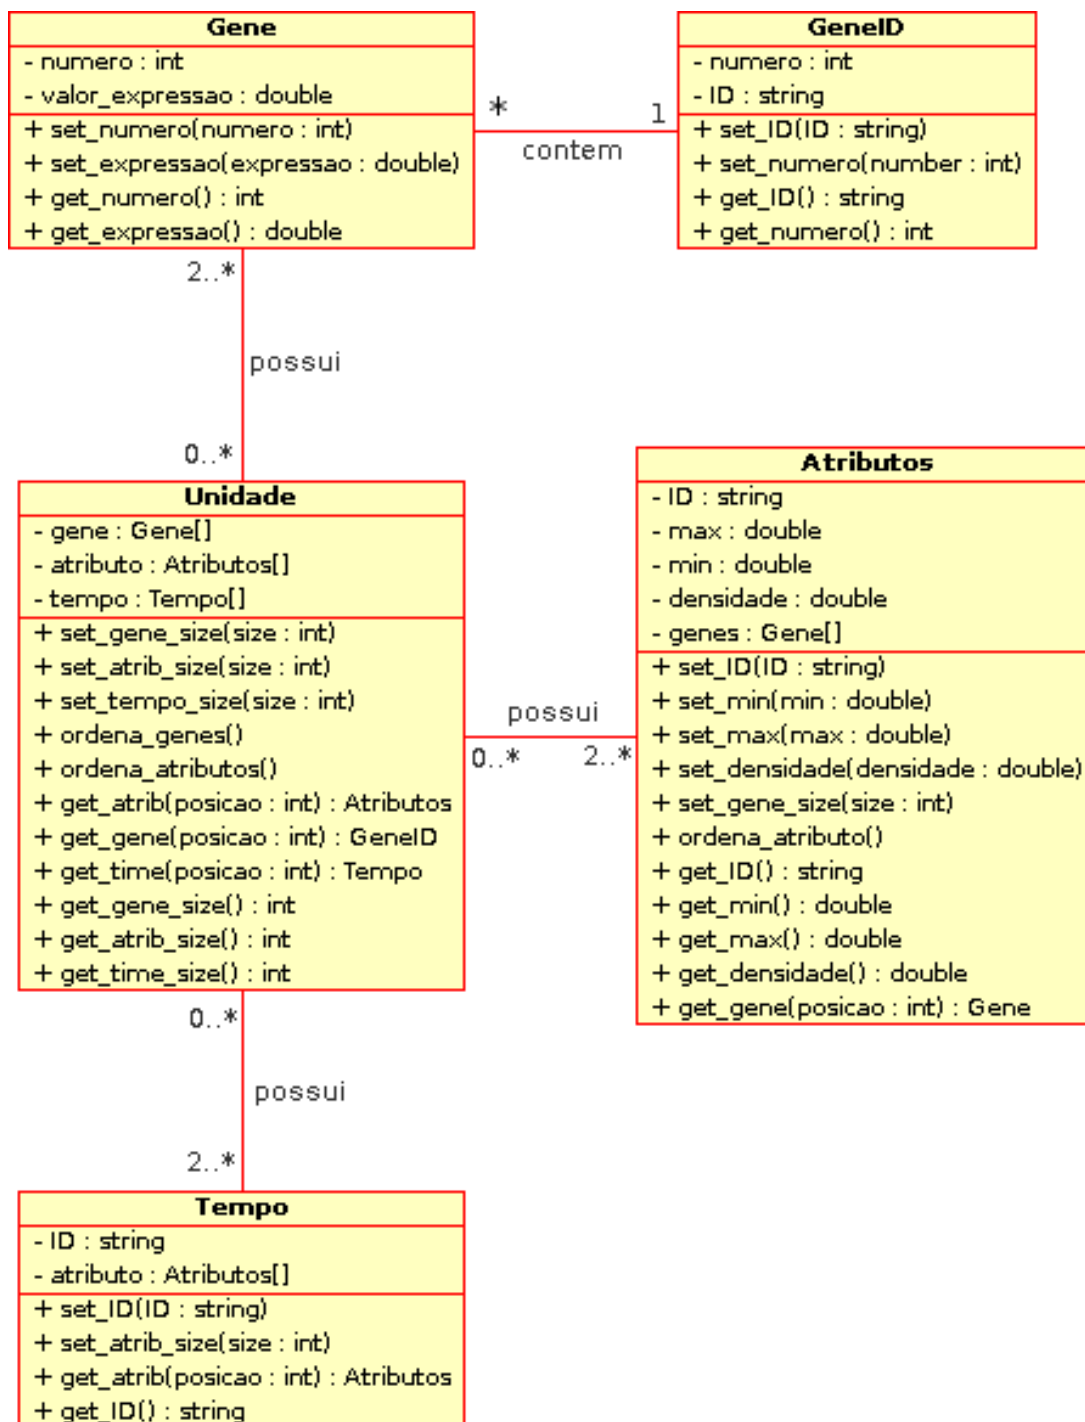 Gene
- numero : int
- valor_expressao : double
+ set_numero(numero : int)
+ set_expressao(expressao : double)
+ get_numero() : int
+ get_expressao() : double
* 1
contem
GeneID
- numero : int
- ID : string
+ set_ID(ID : string)
+ set_numero(number : int)
+ get_ID() : string
+ get_numero() : int
2..*
possui
0..*
Unidade
- gene : Gene[]
- atributo : Atributos[]
- tempo : Tempo[]
+ set_gene_size(size : int)
+ set_atrib_size(size : int)
+ set_tempo_size(size : int)
+ ordena_genes()
+ ordena_atributos()
+ get_atrib(posicao : int) : Atributos
+ get_gene(posicao : int) : GeneID
+ get_time(posicao : int) : Tempo
+ get_gene_size() : int
+ get_atrib_size() : int
+ get_time_size() : int
possui
0..* 2..*
Atributos
- ID : string
- max : double
- min : double
- densidade : double
- genes : Gene[]
+ set_ID(ID : string)
+ set_min(min : double)
+ set_max(max : double)
+ set_densidade(densidade : double)
+ set_gene_size(size : int)
+ ordena_atributo()
+ get_ID() : string
+ get_min() : double
+ get_max() : double
+ get_densidade() : double
+ get_gene(posicao : int) : Gene
0..*
possui
2..*
Tempo
- ID : string
- atributo : Atributos[]
+ set_ID(ID : string)
+ set_atrib_size(size : int)
+ get_atrib(posicao : int) : Atributos
+ get_ID() : string